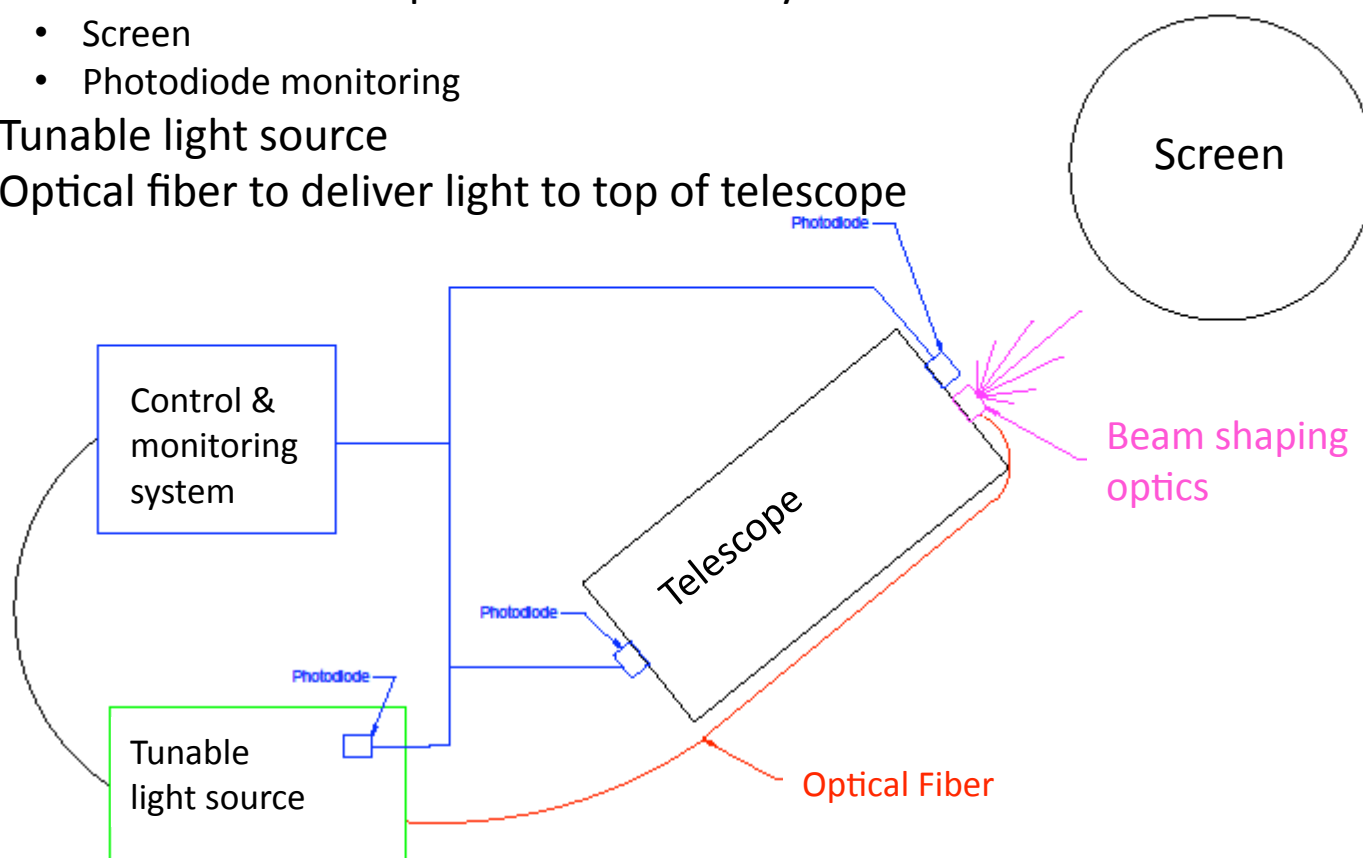 • Screen
• Photodiode monitoring
Tunable light source
Optical fiber to deliver light to top of telescope
Screen
Photodiode
Control &
monitoring
system
Beam shaping
optics
Telescope
Photodiode
Photodiode
Tunable
light source
Optical Fiber